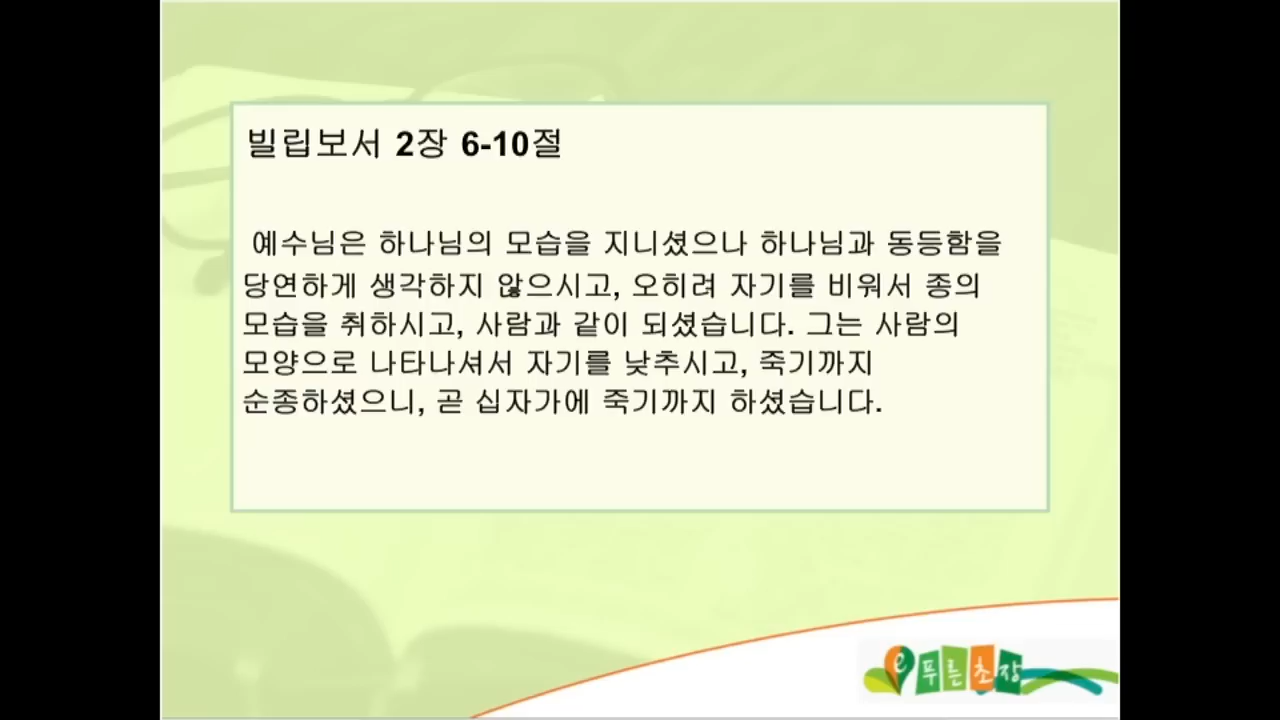 빌립보서 2장 6-10절
예수님은 하나님의 모습을 지니셨으나 하나님과 동등함을
당연하게 생각하지 않으시고, 오히려 자기를 비워서 종의
모습을 취하시고, 사람과 같이 되셨습니다. 그는 사람의
모양으로 나타나셔서 자기를 낮추시고, 죽기까지
순종하셨으니, 곧 십자가에 죽기까지 하셨습니다.
e푸른초장